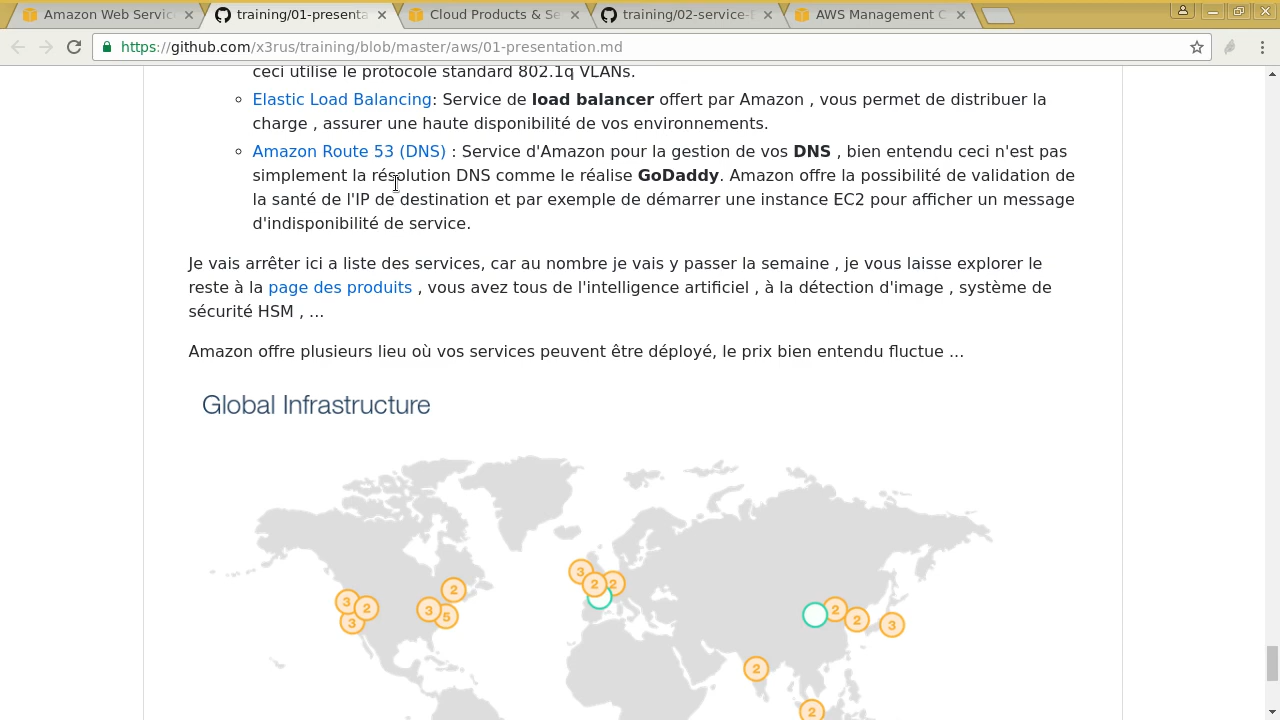 Amazon Web Servic
training/01-presenta
Cloud Products & Se
training/02-service-
AWS Management C
https://github.com/x3rus/training/blob/master/aws/01-presentation.md
ceci utilise le protocole standard 802.1q VLANs.
Elastic Load Balancing: Service de load balancer offert par Amazon , vous permet de distribuer la
charge , assurer une haute disponibilité de vos environnements.
Amazon Route 53 (DNS) : Service d'Amazon pour la gestion de vos DNS , bien entendu ceci n'est pas
simplement la résolution DNS comme le réalise GoDaddy. Amazon offre la possibilité de validation de
la santé de l'IP de destination et par exemple de démarrer une instance EC2 pour afficher un message
d'indisponibilité de service.
Je vais arrêter ici a liste des services, car au nombre je vais y passer la semaine , je vous laisse explorer le
reste à la page des produits , vous avez tous de l'intelligence artificiel , à la détection d'image , système de
sécurité HSM , ...
Amazon offre plusieurs lieu où vos services peuvent être déployé, le prix bien entendu fluctue ...
Global Infrastructure
3 2 3
2 3 5
3 2 2
2 2 3
2
2